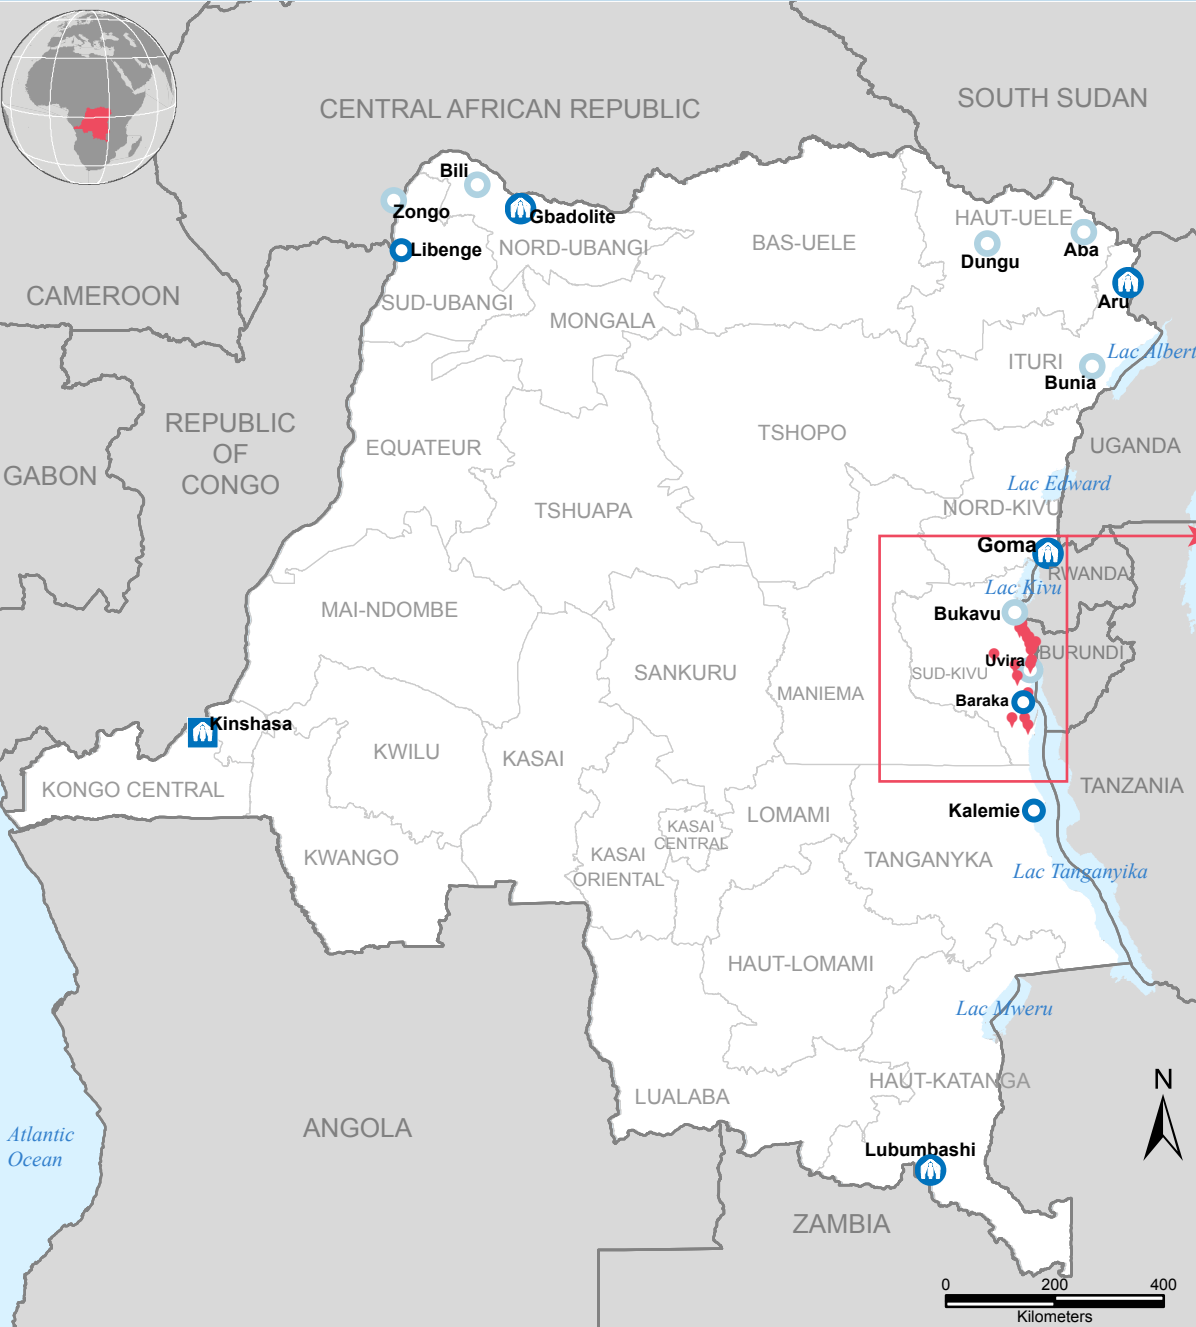 CENTRAL AFRICAN REPUBLIC
SOUTH SUDAN
Bili
Zongo
Gbadolite
Libenge
NORD-UBANGI
BAS-UELE
HAUT-UELE
Aba
Dungu
Aru
CAMEROON
SUD-UBANGI
MONGALA
ITURI
Lac Albert
Bunia
REPUBLIC
OF
CONGO
EQUATEUR
TSHOPO
UGANDA
GABON
Lac Edward
TSHUAPA
NORD-KIVU
Goma
RWANDA
Lac Kivu
MAI-NDOMBE
Bukavu
BURUNDI
Uvira
SUD-KIVU
SANKURU
MANIEMA
Baraka
Kinshasa
KWILU
KASAI
KONGO CENTRAL
TANZANIA
LOMAMI
Kalemie
KASAI
CENTRAL
KWANGO
KASAI
ORIENTAL
TANGANYKA
Lac Tanganyika
HAUT-LOMAMI
Lac Mweru
HAUT-KATANGA
LUALABA
N
ANGOLA
Atlantic
Ocean
Lubumbashi
ZAMBIA
0 200 400
Kilometers